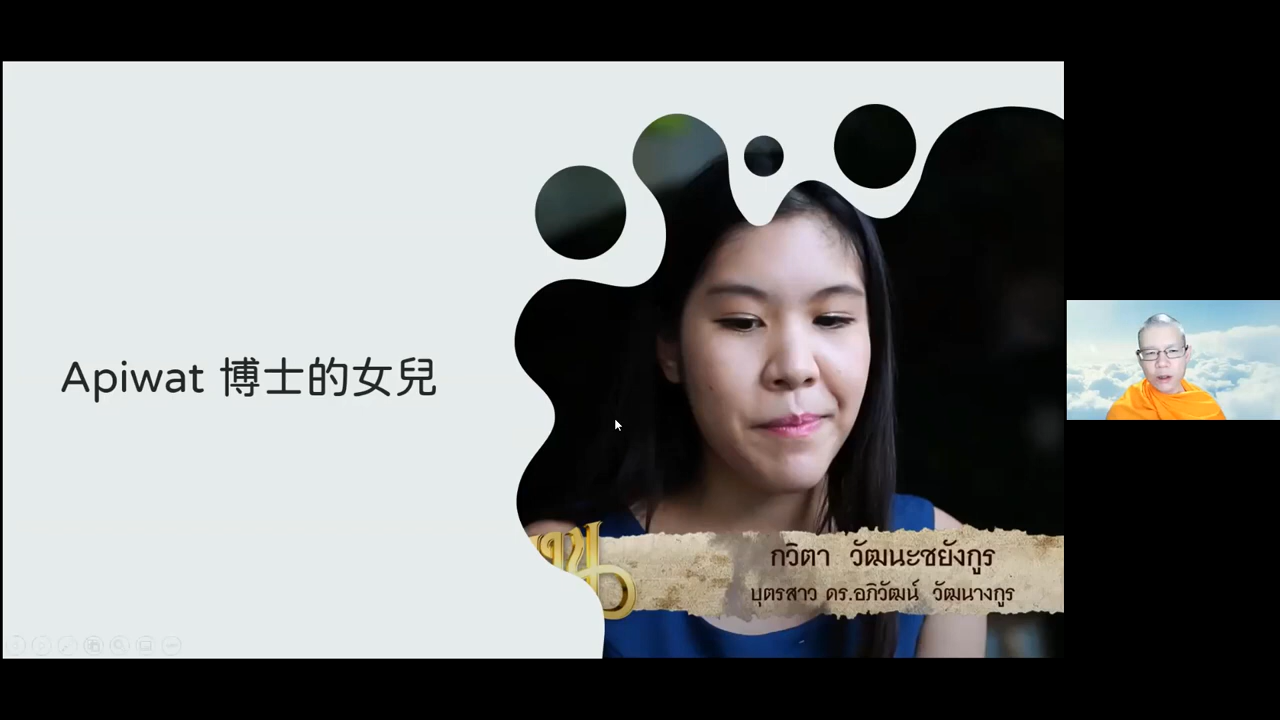 Apiwat 博士的女兒
กวิตา วัฒนะชยังกูร
บุตรสาว ดร.อภิวัฒน์ วัฒนางกูร